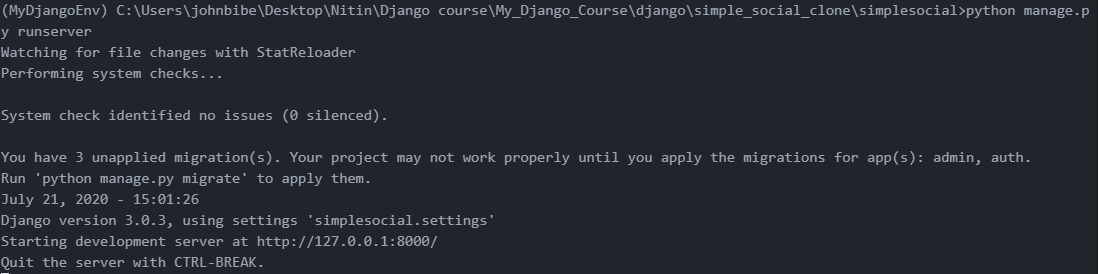 (MyDjangoEnv) C:\Users\johnbibe\Desktop\Nitin\Django course\My_Django_Course\django\simple_social_clone\simplesocial>python manage.p
y runserver
Watching for file changes with StatReloader
Performing system checks...
System check identified no issues (0 silenced).
You have 3 unapplied migration(s). Your project may not work properly until you apply the migrations for app(s): admin, auth.
Run 'python manage.py migrate' to apply them.
July 21, 2020 - 15:01:26
Django version 3.0.3, using settings 'simplesocial.settings'
Starting development server at http://127.0.0.1:8000/
Quit the server with CTRL-BREAK.